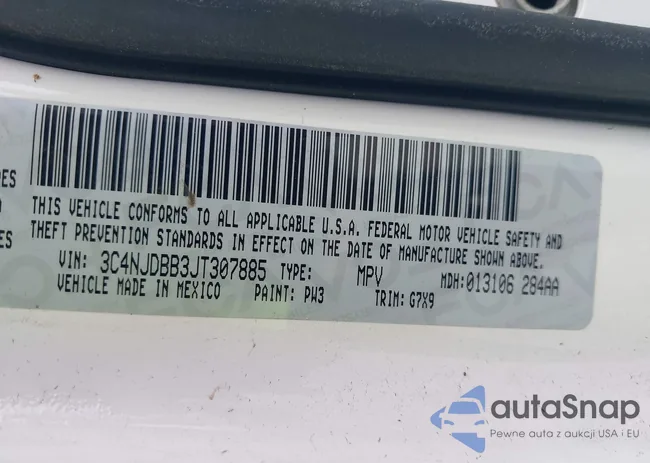 DES
THIS VEHICLE CONFORMS TO ALL APPLICABLE U.S.A. FEDERAL MOTOR VEHICLE SAFETY AND
THEFT PREVENTION STANDARDS IN EFFECT ON THE DATE OF MANUFACTURE SHOWN ABOVE.
ES
VIN: 3C4NJDBB3JT307885 TYPE: MPV MDH: 013106 284AA
VEHICLE MADE IN MEXICO PAINT: PW3 TRIM: G7X9
autaSnap
Pewne auta z aukcji USA i EU